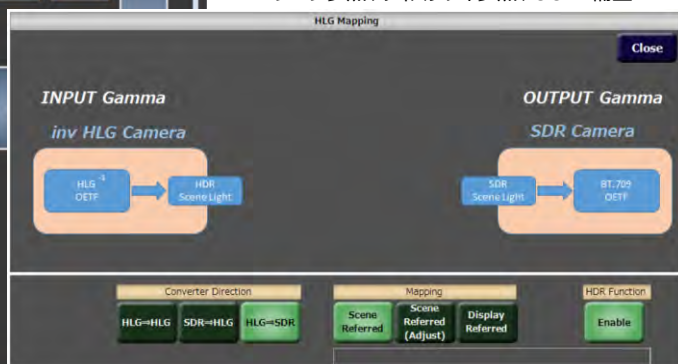 HLG Mapping
Close
INPUT Gamma
OUTPUT Gamma
inv HLG Camera
SDR Camera
HLG⁻¹
OETF
HDR
Scene Light
SDR
Scene Light
BT.709
OETF
Converter Direction
Mapping
HDR Function
HLG⇒HLG
SDR⇒HLG
HLG⇒SDR
Scene
Referred
Scene
Referred
(Adjust)
Display
Referred
Enable